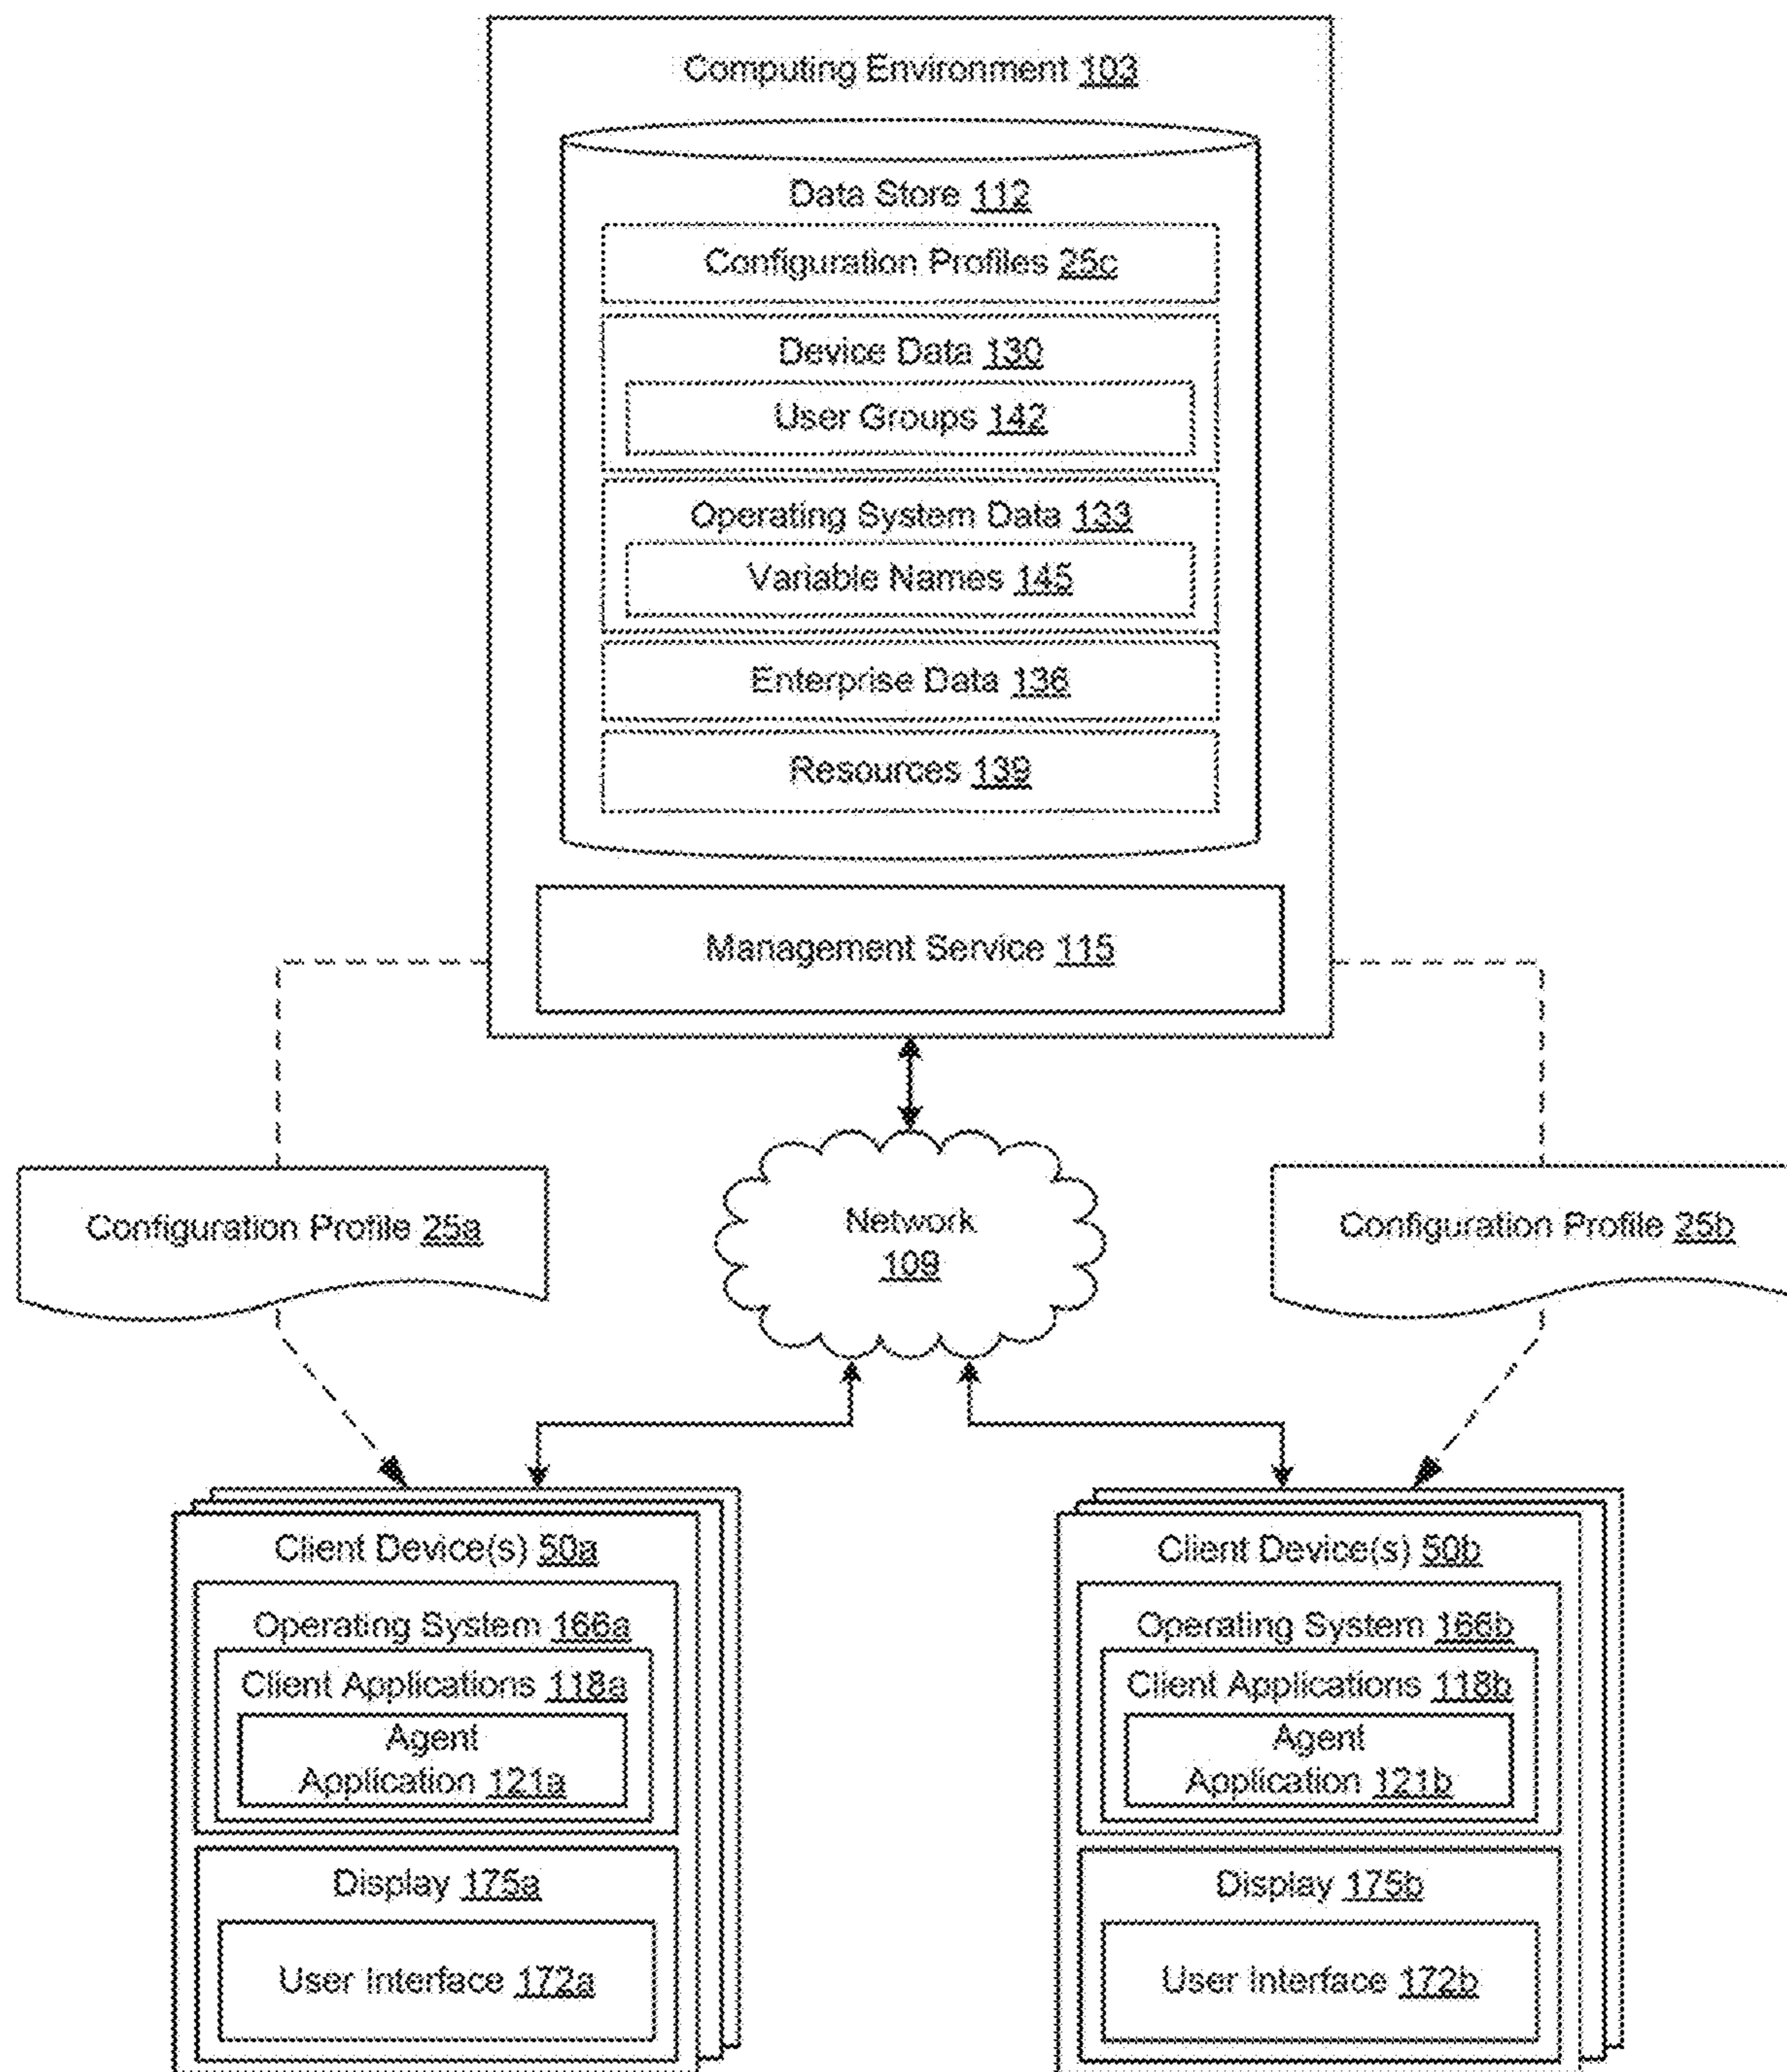 Computing Environment 103
Data Store 112
Configuration Profiles 25c
Device Data 130
User Groups 142
Operating System Data 133
Variable Names 145
Enterprise Data 136
Resources 139
Management Service 115
Configuration Profile 25a
Network
109
Configuration Profile 25b
Client Device(s) 50a
Operating System 166a
Client Applications 118a
Agent
Application 121a
Display 175a
User Interface 172a
Client Device(s) 50b
Operating System 166b
Client Applications 118b
Agent
Application 121b
Display 175b
User Interface 172b